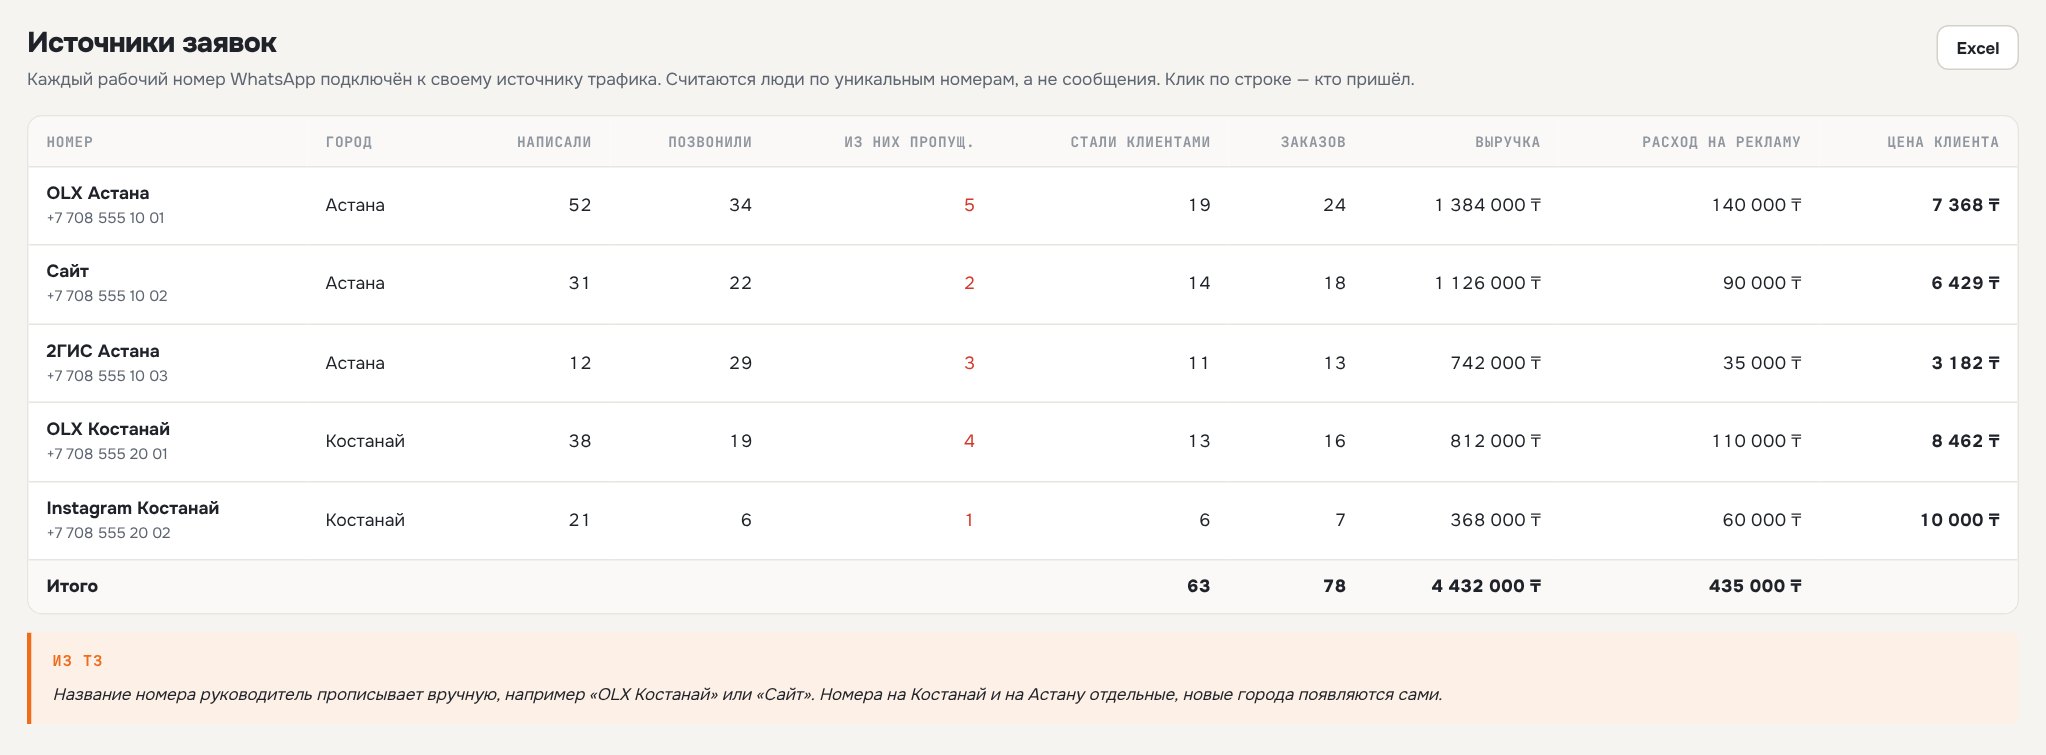 Источники заявок
Excel
Каждый рабочий номер WhatsApp подключён к своему источнику трафика. Считаются люди по уникальным номерам, а не сообщения. Клик по строке — кто пришёл.
НОМЕР ГОРОД НАПИСАЛИ ПОЗВОНИЛИ ИЗ НИХ ПРОПУЩ. СТАЛИ КЛИЕНТАМИ ЗАКАЗОВ ВЫРУЧКА РАСХОД НА РЕКЛАМУ ЦЕНА КЛИЕНТА
OLX Астана
+7 708 555 10 01
Астана 52 34 5 19 24 1 384 000 ₸ 140 000 ₸ 7 368 ₸
Сайт
+7 708 555 10 02
Астана 31 22 2 14 18 1 126 000 ₸ 90 000 ₸ 6 429 ₸
2ГИС Астана
+7 708 555 10 03
Астана 12 29 3 11 13 742 000 ₸ 35 000 ₸ 3 182 ₸
OLX Костанай
+7 708 555 20 01
Костанай 38 19 4 13 16 812 000 ₸ 110 000 ₸ 8 462 ₸
Instagram Костанай
+7 708 555 20 02
Костанай 21 6 1 6 7 368 000 ₸ 60 000 ₸ 10 000 ₸
Итого 63 78 4 432 000 ₸ 435 000 ₸
ИЗ ТЗ
Название номера руководитель прописывает вручную, например «OLX Костанай» или «Сайт». Номера на Костанай и на Астану отдельные, новые города появляются сами.